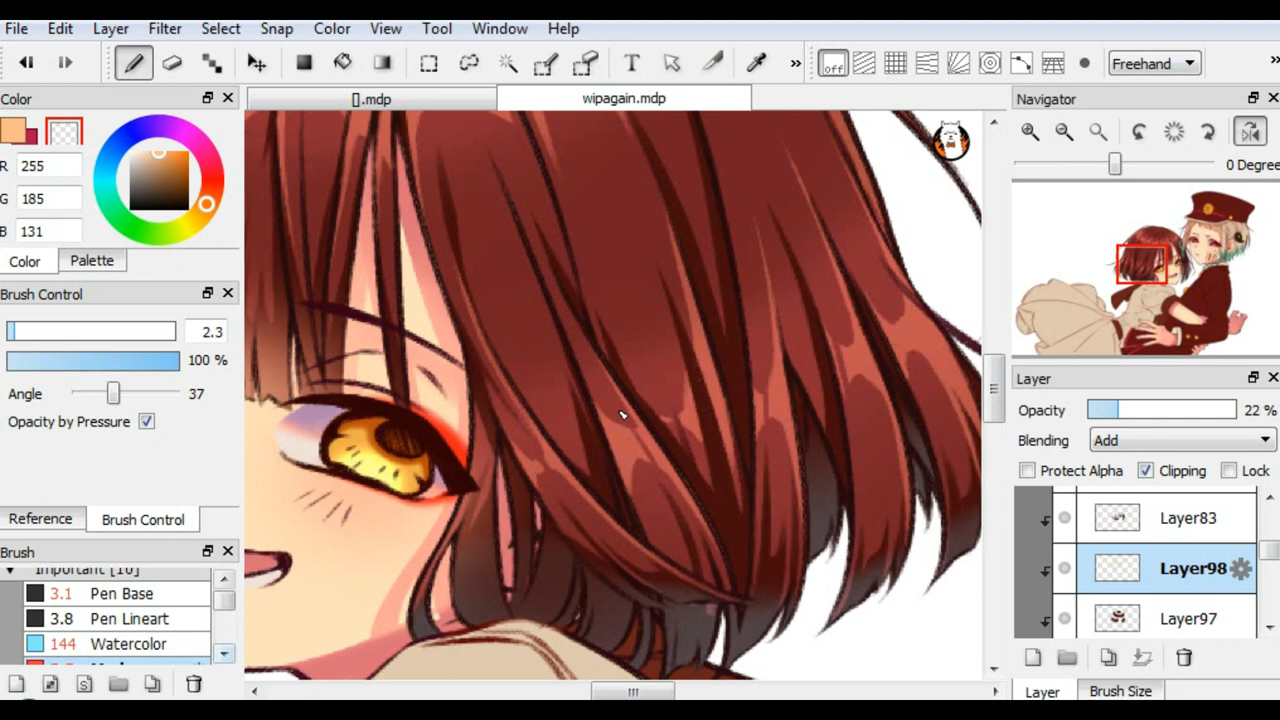 File Edit Layer Filter Select Snap Color View Tool Window Help
off Freehand
Color
[].mdp wipagain.mdp
Navigator
R 255
G 185
B 131
0 Degree
Color Palette
Brush Control
2.3
100 %
Angle 37
Opacity by Pressure
Layer
Opacity 22 %
Blending Add
Protect Alpha Clipping Lock
Layer83
Layer98
Layer97
Reference Brush Control
Brush
Important [16]
3.1 Pen Base
3.8 Pen Lineart
144 Watercolor
S
Layer Brush Size